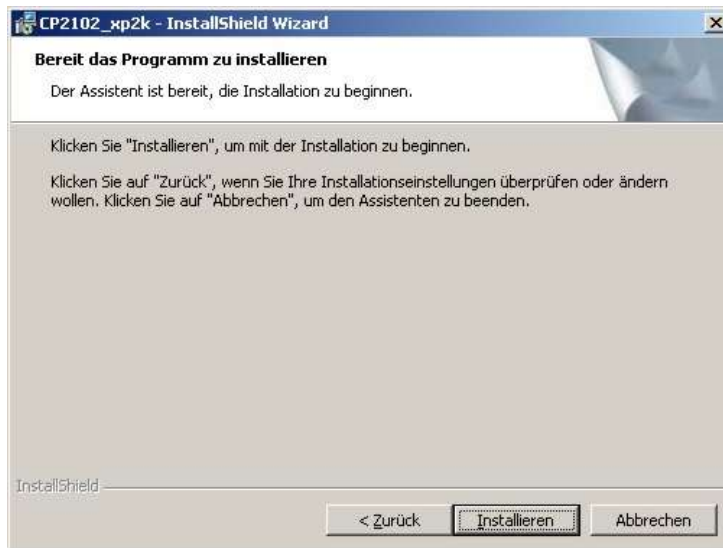 CP2102_xp2k - InstallShield Wizard
Bereit das Programm zu installieren
Der Assistent ist bereit, die Installation zu beginnen.
Klicken Sie "Installieren", um mit der Installation zu beginnen.
Klicken Sie auf "Zurück", wenn Sie Ihre Installationseinstellungen überprüfen oder ändern
wollen. Klicken Sie auf "Abbrechen", um den Assistenten zu beenden.
InstallShield
< Zurück Installieren Abbrechen